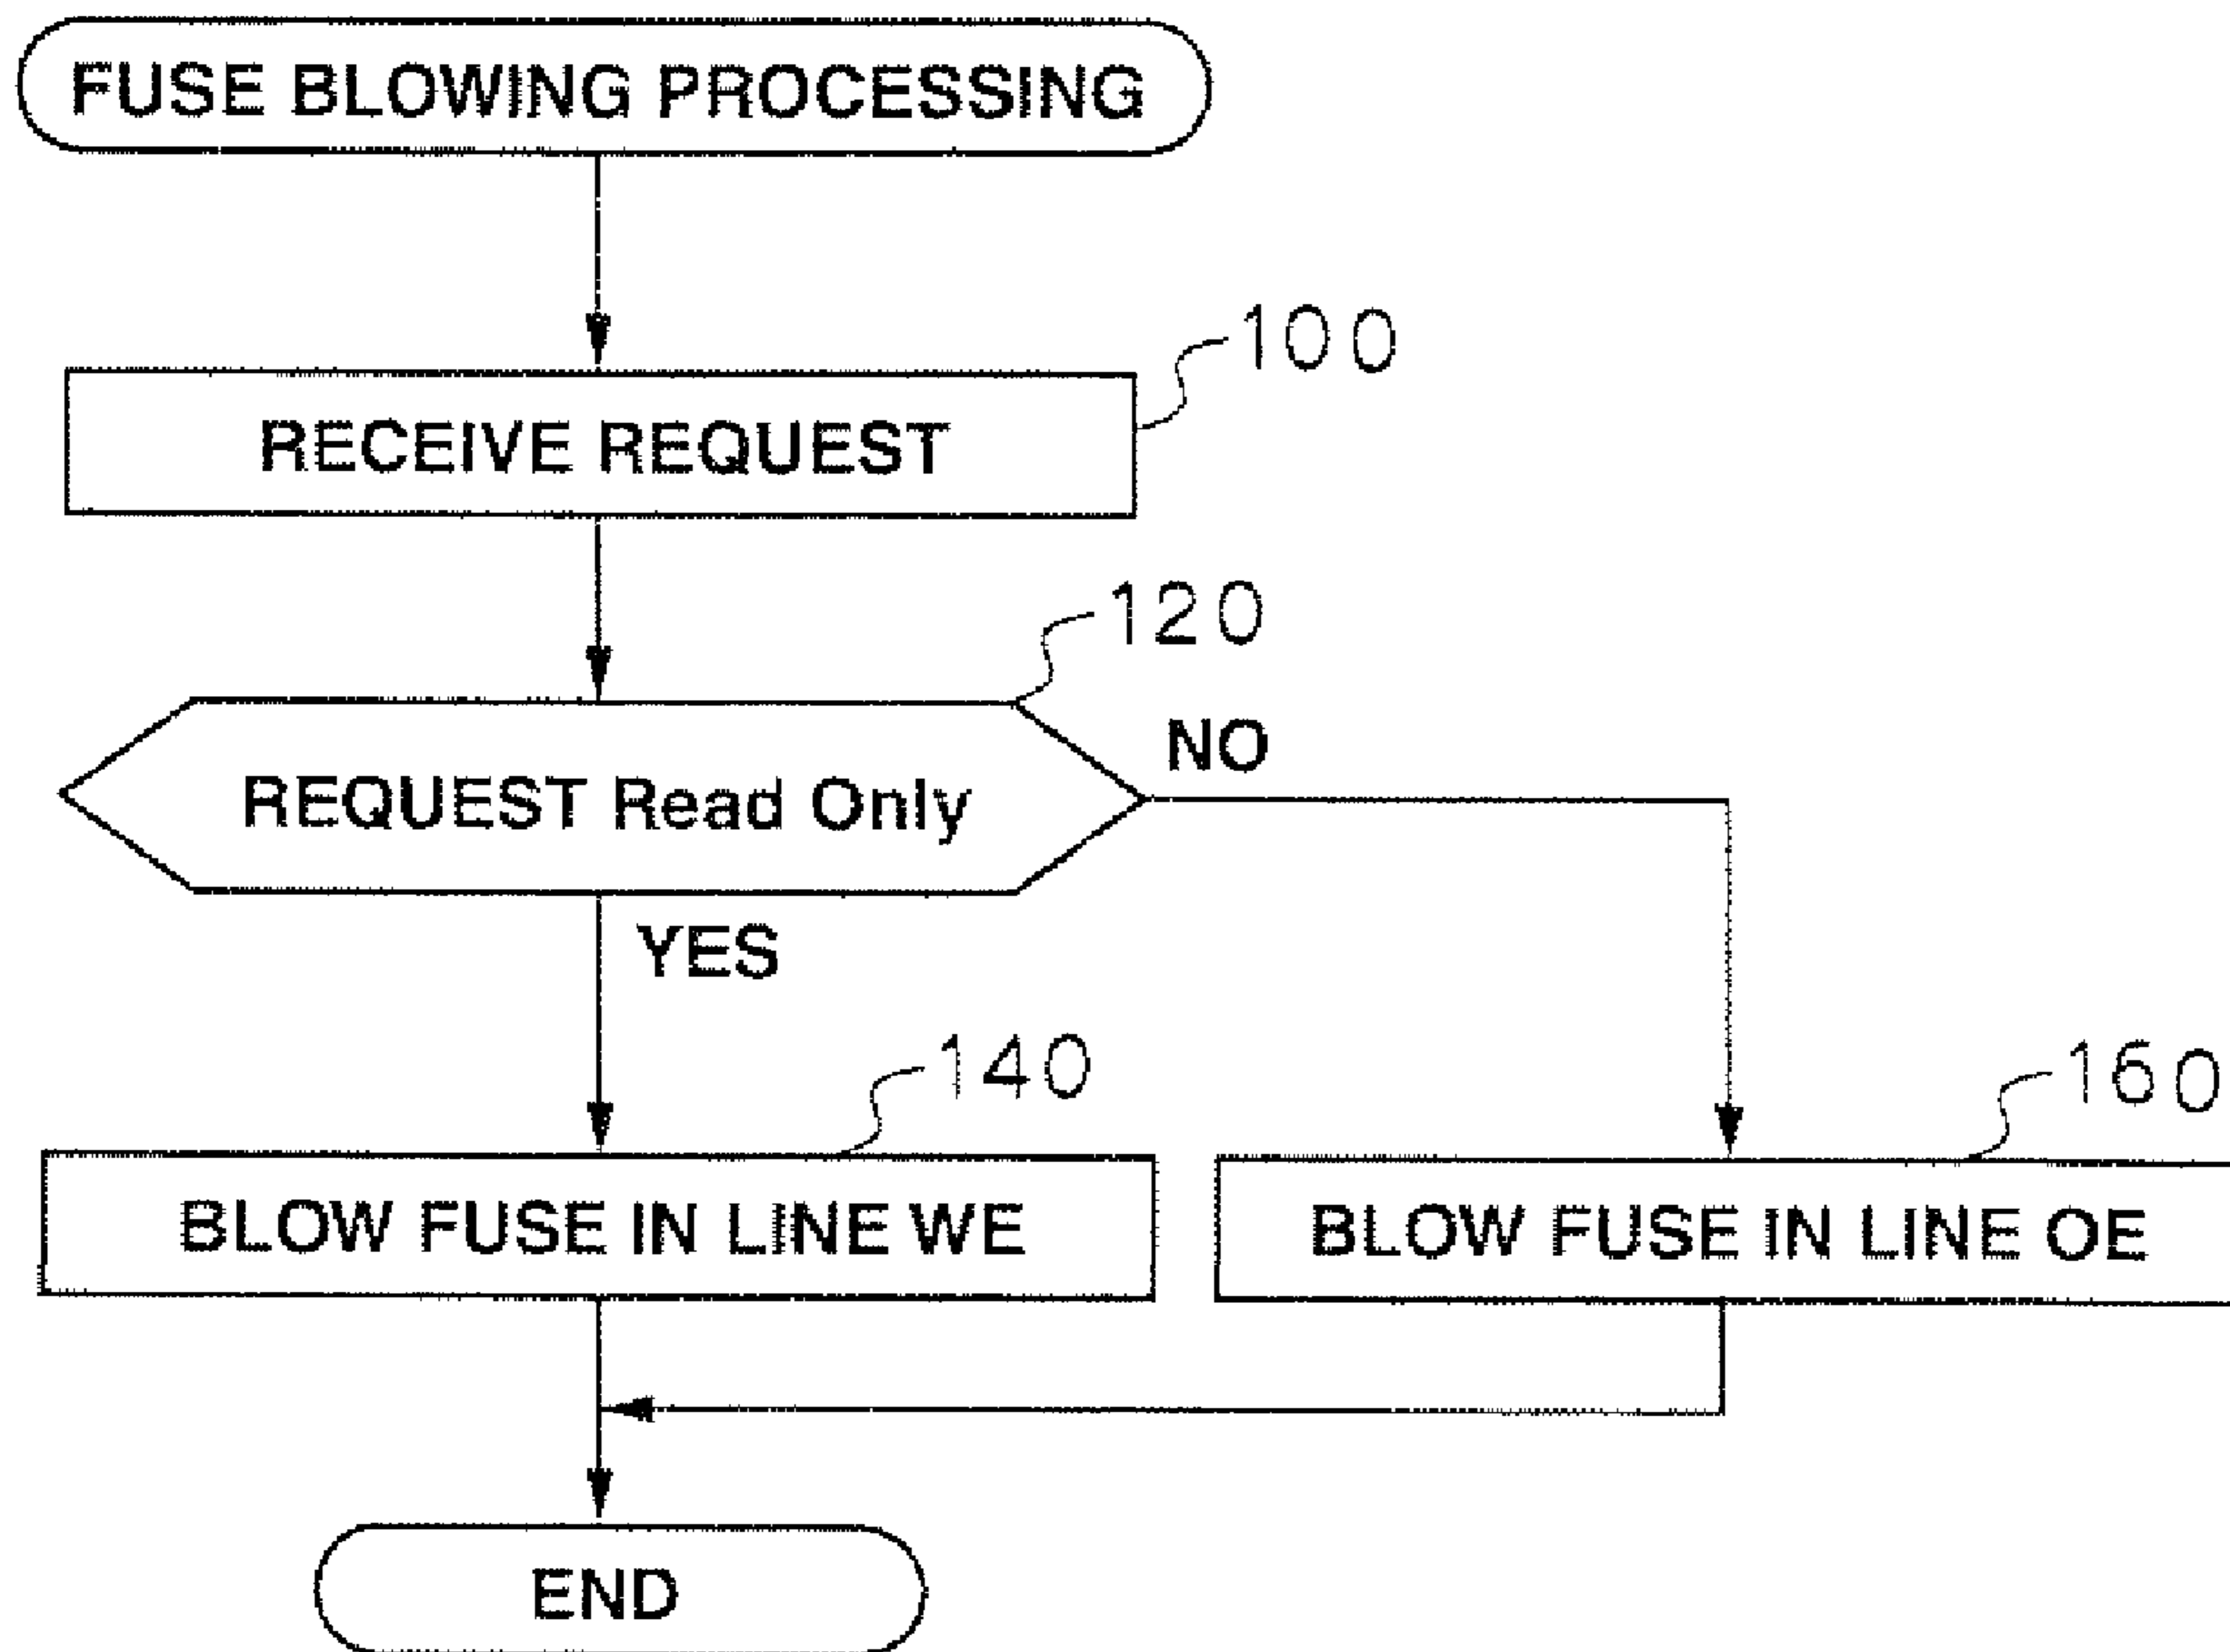 FUSE BLOWING PROCESSING
100
RECEIVE REQUEST
120
REQUEST Read Only
NO
YES
140
160
BLOW FUSE IN LINE WE
BLOW FUSE IN LINE OE
END